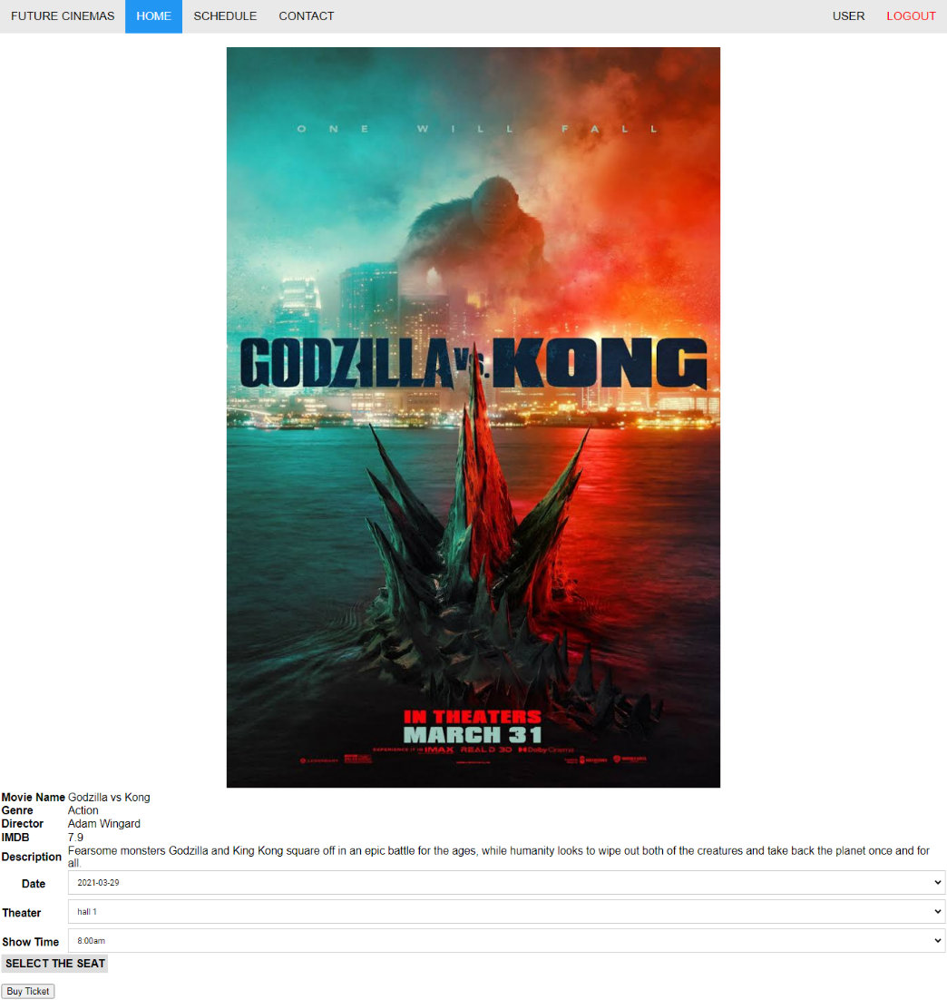 FUTURE CINEMAS HOME SCHEDULE CONTACT USER LOGOUT
ONE WILL FALL
GODZILLA vs. KONG
IN THEATERS
MARCH 31
EXPERIENCE IT IN IMAX REAL D 3D Dolby Cinema
LEGENDARY
Movie Name Godzilla vs Kong
Genre Action
Director Adam Wingard
IMDB 7.9
Description Fearsome monsters Godzilla and King Kong square off in an epic battle for the ages, while humanity looks to wipe out both of the creatures and take back the planet once and for
all.
Date 2021-03-29
Theater hall 1
Show Time 8:00am
SELECT THE SEAT
Buy Ticket